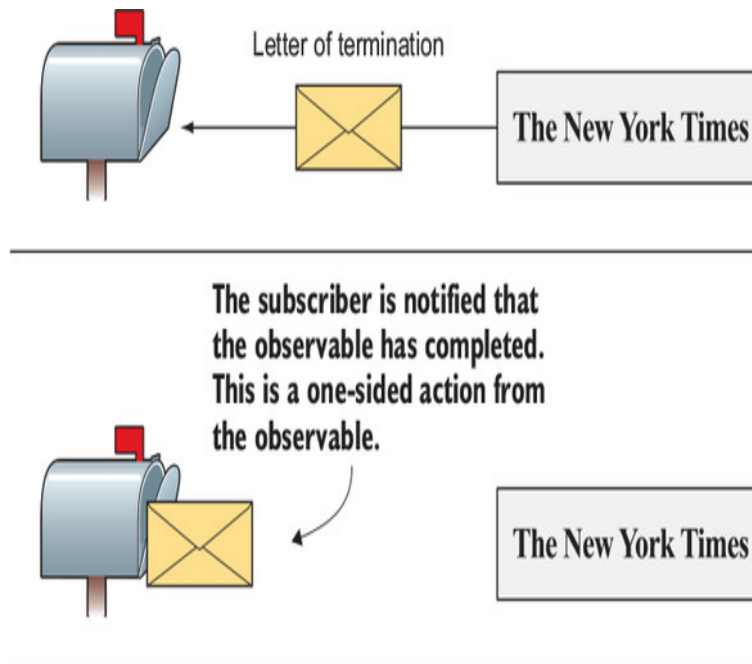 Letter of termination
The New York Times
The subscriber is notified that
the observable has completed.
This is a one-sided action from
the observable.
The New York Times